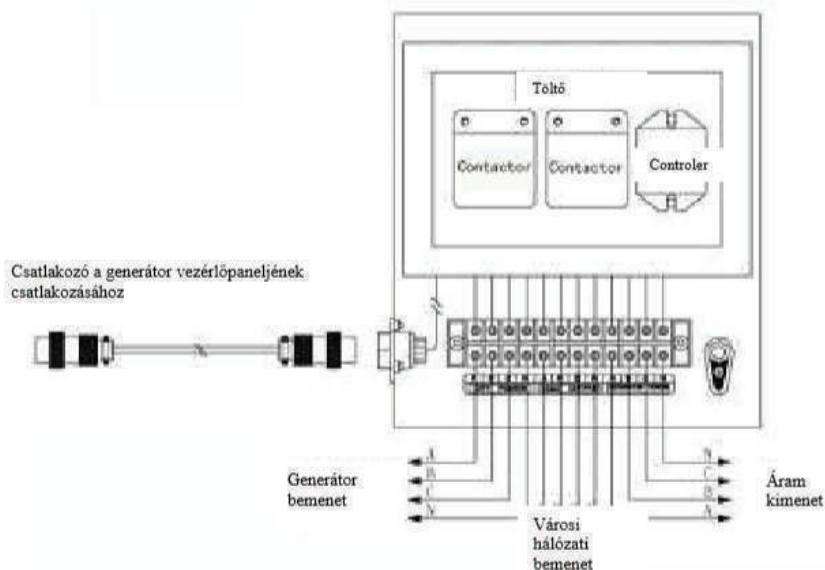 Töltő
Contactor
Contactor
Controler
Csatlakozó a generátor vezérlőpaneljének
csatlakozásához
Generátor
bemenet
A
B
C
N
Városi
hálózati
bemenet
N
C
B
A
Áram
kimenet